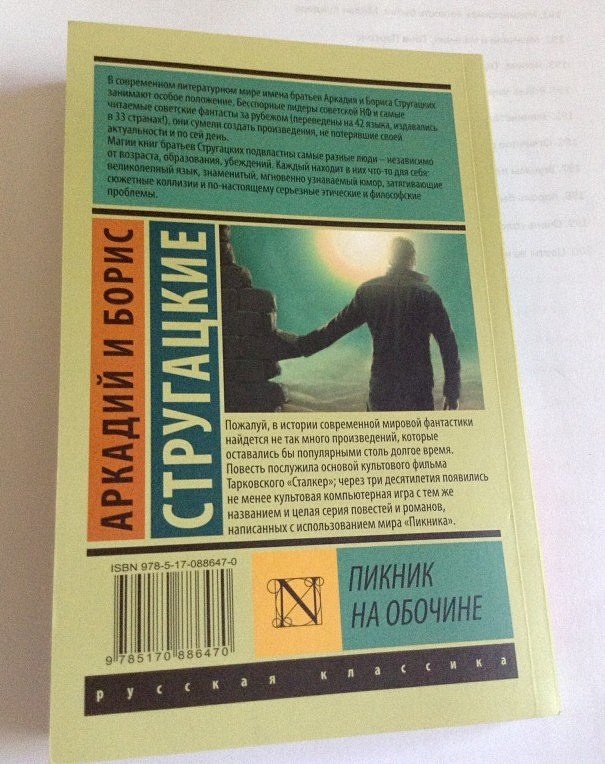 В современном литературном мире имена братьев Аркадия и Бориса Стругацких
занимают особое положение. Бесспорные лидеры советской НФ и самые
читаемые советские фантасты за рубежом (переведены на 42 языка, издавались
в 33 странах!), они сумели создать произведения, не потерявшие своей
актуальности и по сей день.
Магии книг братьев Стругацких подвластны самые разные люди – независимо
от возраста, образования, убеждений. Каждый находит в них что-то для себя:
великолепный язык, знаменитый, мгновенно узнаваемый юмор, затягивающие
сюжетные коллизии и по-настоящему серьезные этические и философские
проблемы.
АРКАДИЙ И БОРИС
СТРУГАЦКИЕ
Пожалуй, в истории современной мировой фантастики
найдется не так много произведений, которые
оставались бы популярными столь долгое время.
Повесть послужила основой культового фильма
Тарковского «Сталкер»; через три десятилетия появились
не менее культовая компьютерная игра с тем же
названием и целая серия повестей и романов,
написанных с использованием мира «Пикника».
ISBN 978-5-17-088647-0
9 785170 886470
N
ПИКНИК
НА ОБОЧИНЕ
русская классика